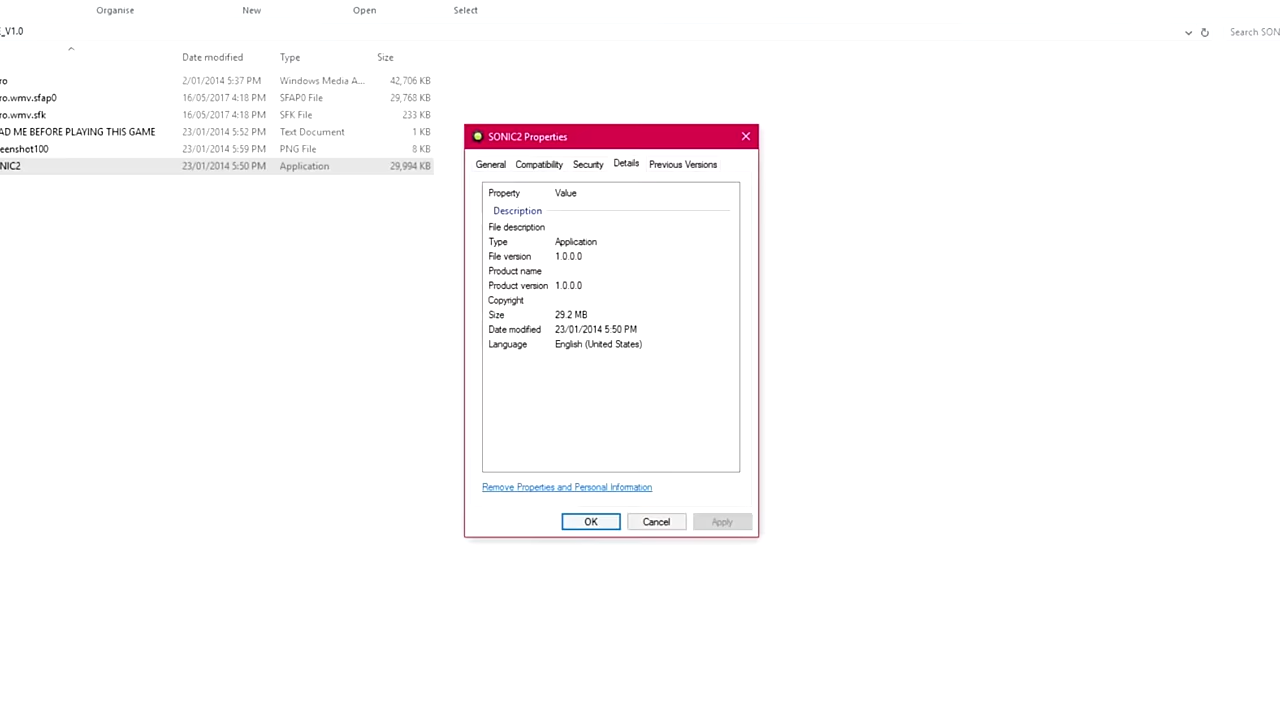 Organise New Open Select
_V1.0 Search SON
Date modified Type Size
ro 2/01/2014 5:37 PM Windows Media A... 42,706 KB
ro.wmv.sfap0 16/05/2017 4:18 PM SFAP0 File 29,768 KB
ro.wmv.sfk 16/05/2017 4:18 PM SFK File 233 KB
AD ME BEFORE PLAYING THIS GAME 23/01/2014 5:52 PM Text Document 1 KB
eenshot100 23/01/2014 5:59 PM PNG File 8 KB
NIC2 23/01/2014 5:50 PM Application 29,994 KB
SONIC2 Properties
General Compatibility Security Details Previous Versions
Property Value
Description
File description
Type Application
File version 1.0.0.0
Product name
Product version 1.0.0.0
Copyright
Size 29.2 MB
Date modified 23/01/2014 5:50 PM
Language English (United States)
Remove Properties and Personal Information
OK Cancel Apply